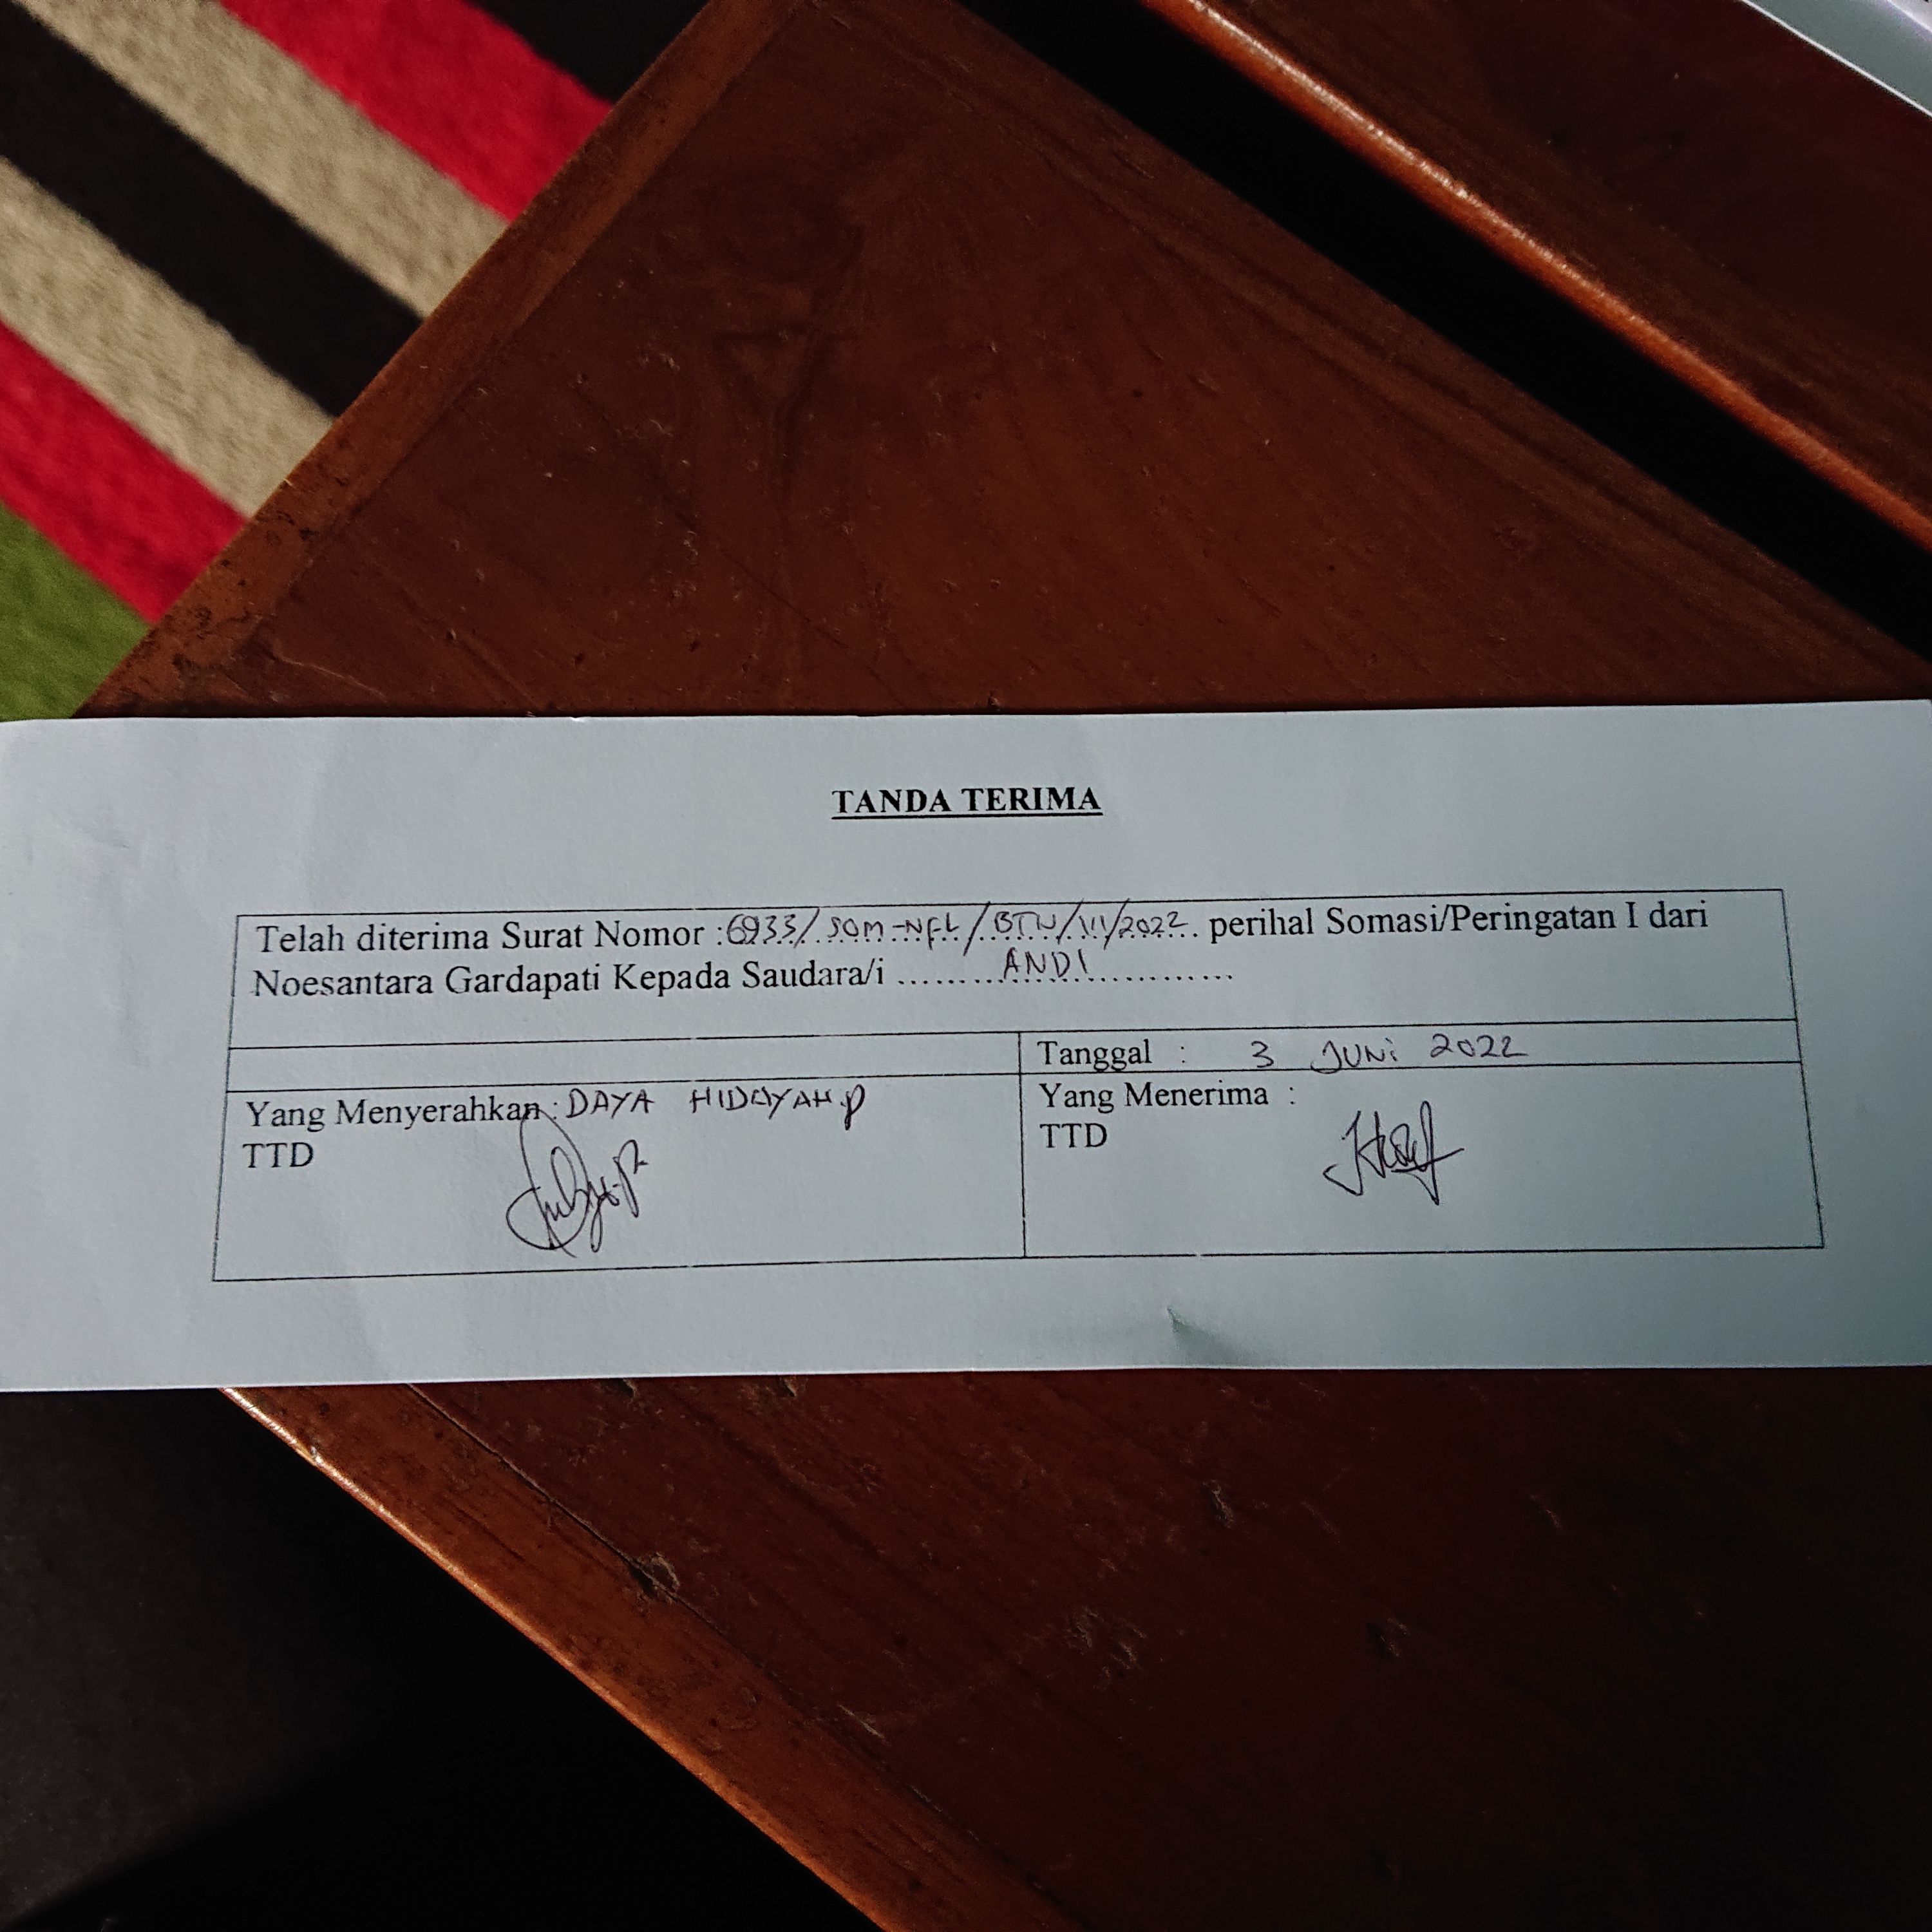 TANDA TERIMA
Telah diterima Surat Nomor :6933/SOM-NFL/BTN/VI/2022. perihal Somasi/Peringatan I dari
Noesantara Gardapati Kepada Saudara/i ........ANDI..............
Tanggal : 3 JUNI 2022
Yang Menyerahkan : DAYA HIDAYAH.P
TTD
Yang Menerima :
TTD